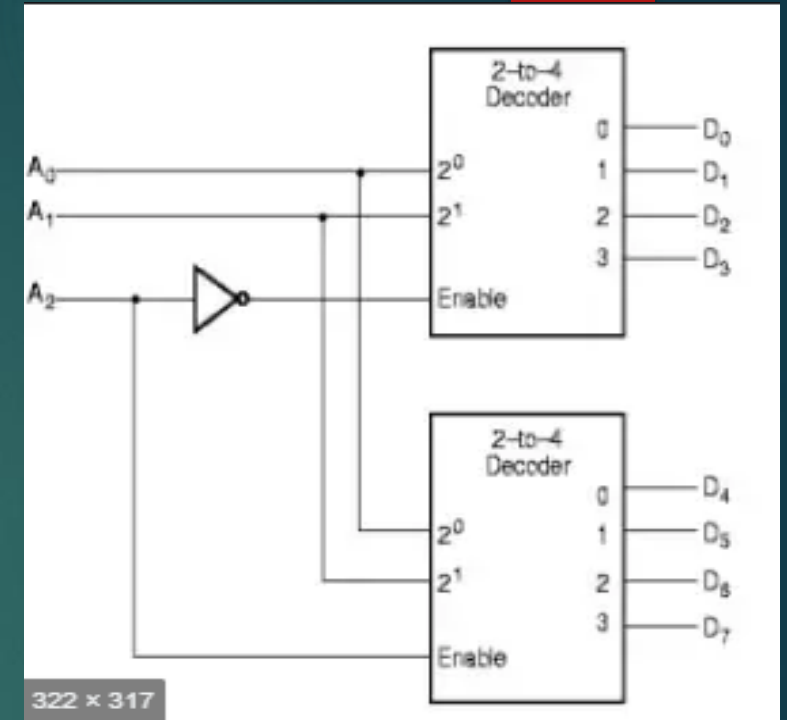 2-to-4
Decoder
0 D₀
A₀ 2⁰ 1 D₁
A₁ 2¹ 2 D₂
3 D₃
A₂ Enable
2-to-4
Decoder
0 D₄
2⁰ 1 D₅
2¹ 2 D₆
3 D₇
Enable
322 × 317